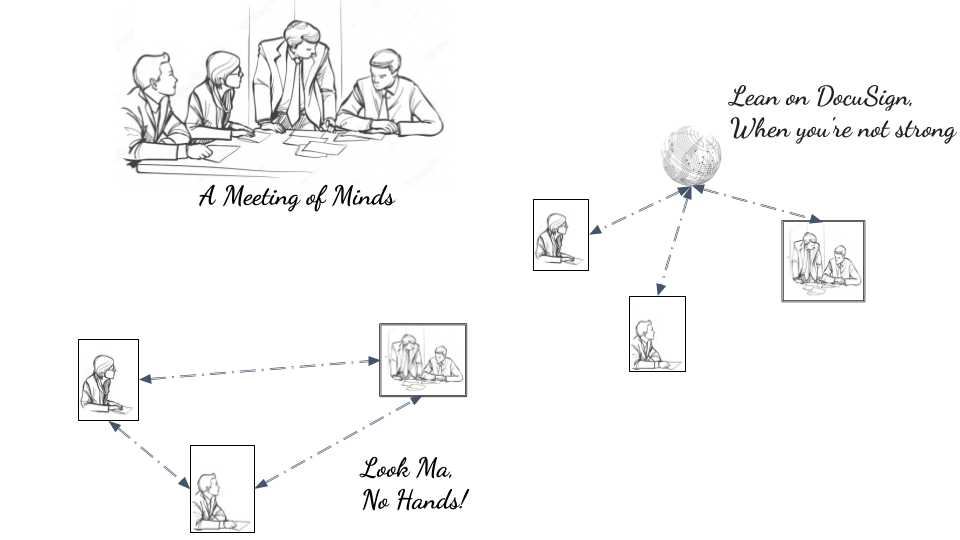 Lean on DocuSign,
When you're not strong
A Meeting of Minds
Look Ma,
No Hands!